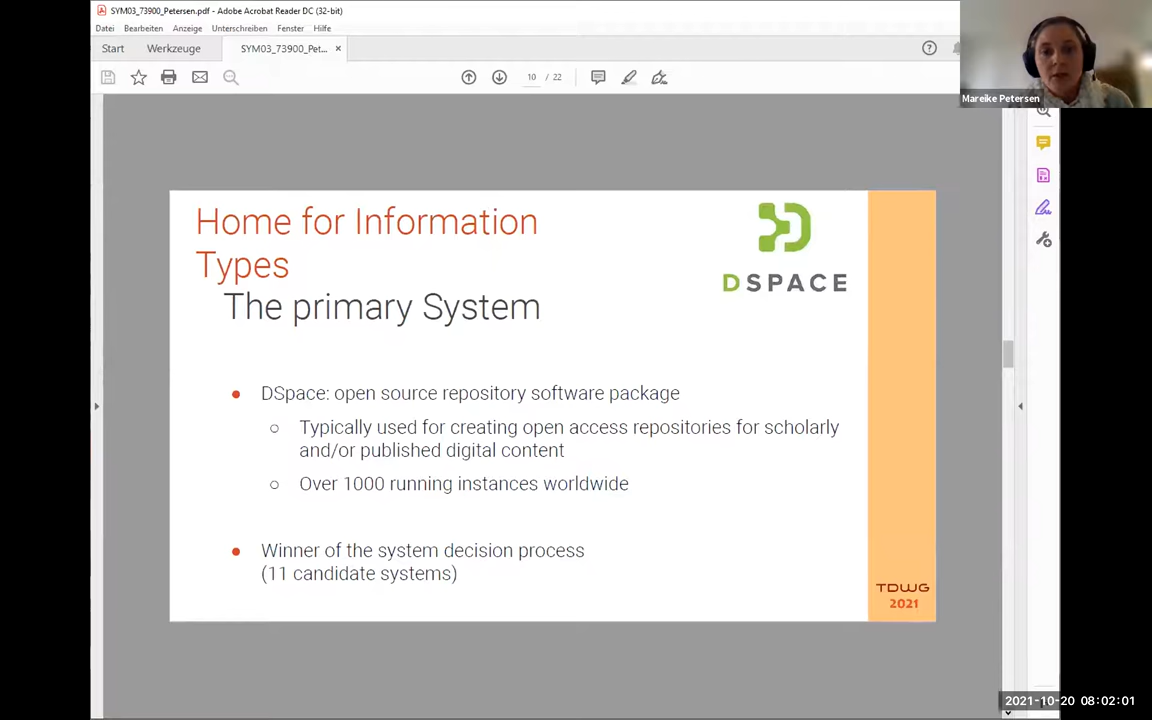 SYM03_73900_Petersen.pdf - Adobe Acrobat Reader DC (32-bit)
Datei Bearbeiten Anzeige Unterschreiben Fenster Hilfe
Start Werkzeuge SYM03_73900_Pet... ×
10 / 22
Mareike Petersen
Home for Information
Types
The primary System
DSPACE
DSpace: open source repository software package
Typically used for creating open access repositories for scholarly
and/or published digital content
Over 1000 running instances worldwide
Winner of the system decision process
(11 candidate systems)
TDWG
2021
2021-10-20 08:02:01